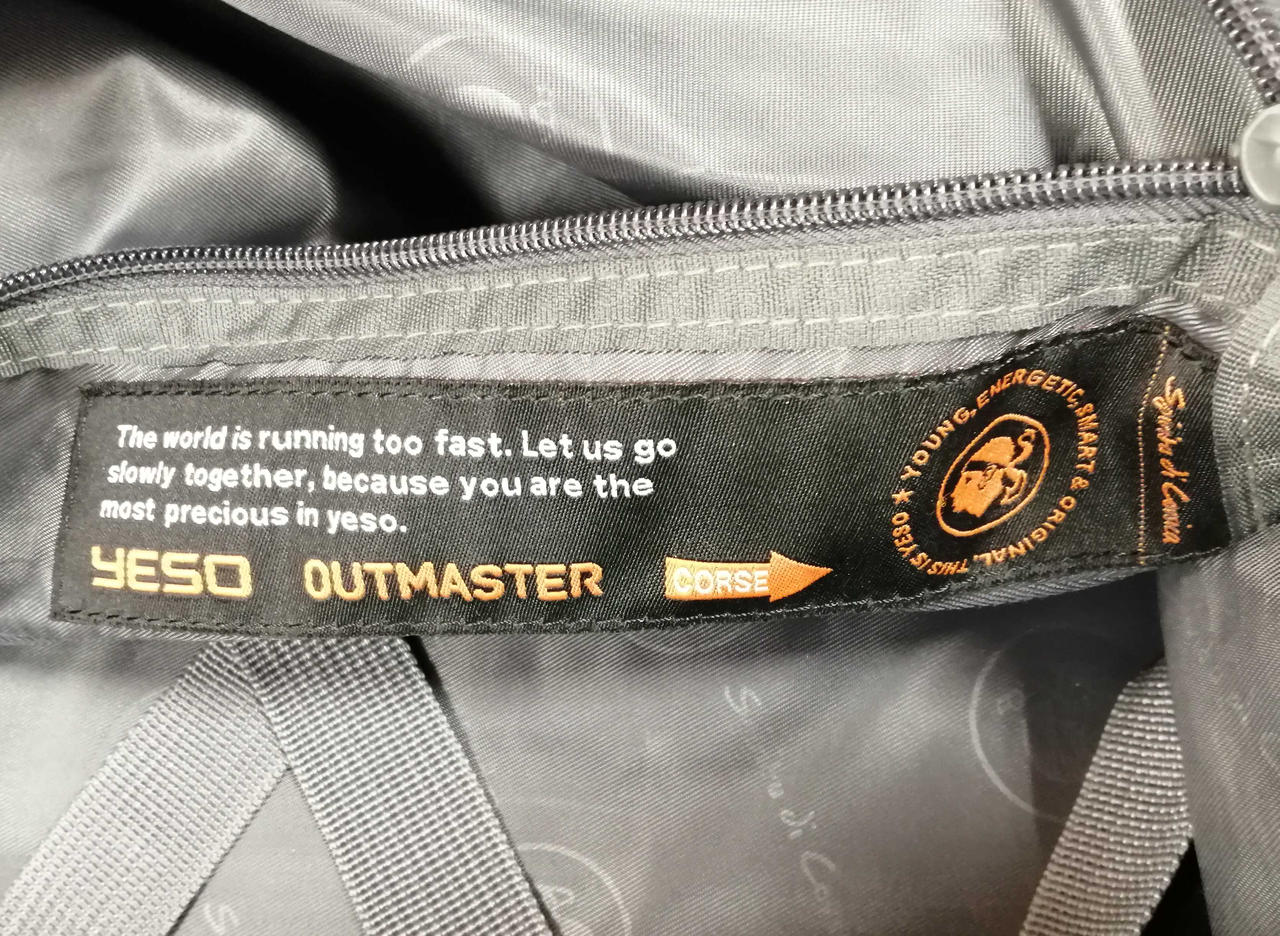 The world is running too fast. Let us go
slowly together, because you are the
most precious in yeso.
YESO OUTMASTER CORSE
★ YOUNG, ENERGETIC, SMART & ORIGINAL, THIS IS YESO